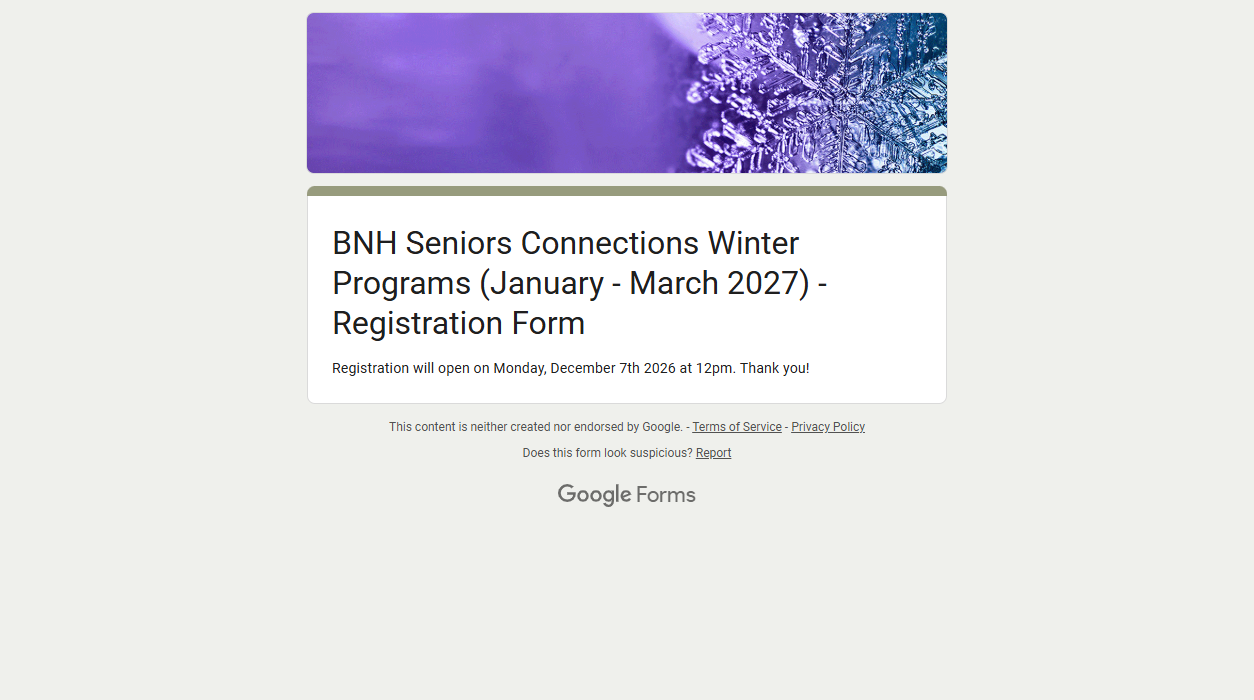 BNH Seniors Connections Winter
Programs (January - March 2027) -
Registration Form
Registration will open on Monday, December 7th 2026 at 12pm. Thank you!
This content is neither created nor endorsed by Google. - Terms of Service - Privacy Policy
Does this form look suspicious? Report
Google Forms